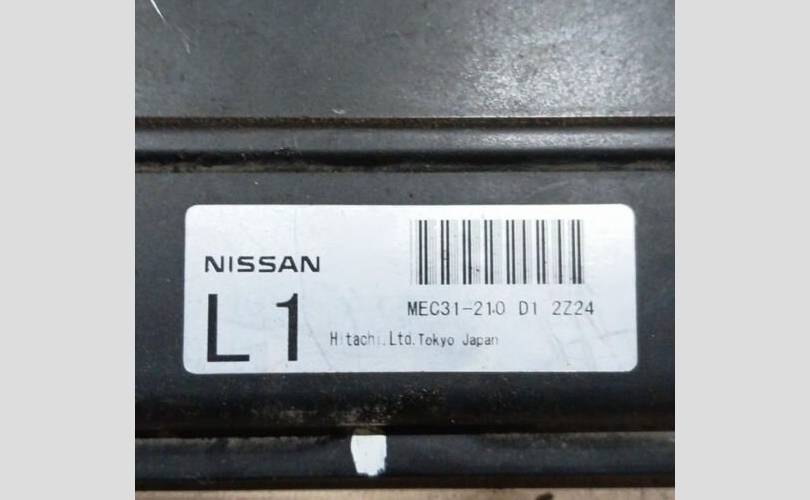 NISSAN
L1
MEC31-210 D1 2Z24
Hitachi.Ltd.Tokyo Japan